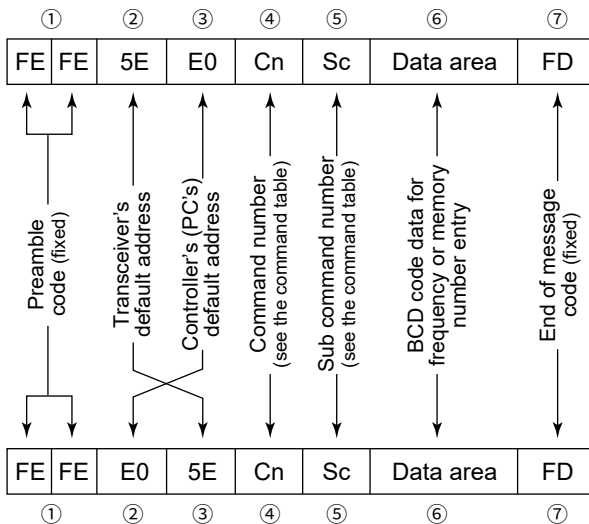 ① ② ③ ④ ⑤ ⑥ ⑦
FE FE 5E E0 Cn Sc Data area FD
Preamble
code (fixed)
Transceiver's
default address
Controller's (PC's)
default address
Command number
(see the command table)
Sub command number
(see the command table)
BCD code data for
frequency or memory
number entry
End of message
code (fixed)
FE FE E0 5E Cn Sc Data area FD
① ② ③ ④ ⑤ ⑥ ⑦